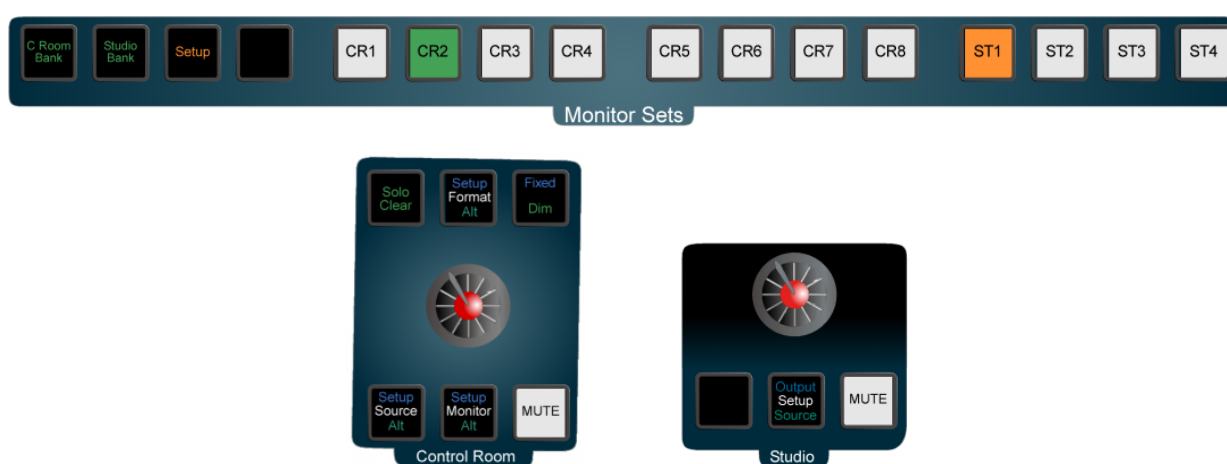 C Room
Bank
Studio
Bank
Setup
CR1
CR2
CR3
CR4
CR5
CR6
CR7
CR8
ST1
ST2
ST3
ST4
Monitor Sets
Solo
Clear
Setup
Format
Alt
Fixed
Dim
Setup
Source
Alt
Setup
Monitor
Alt
MUTE
Control Room
Output
Setup
Source
MUTE
Studio